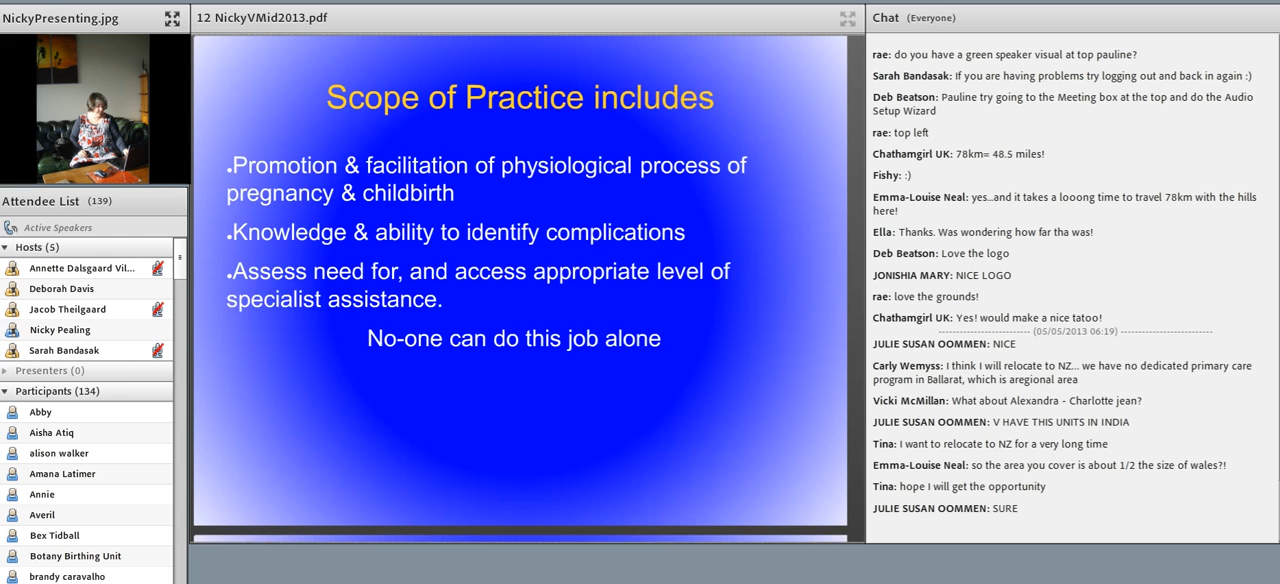 NickyPresenting.jpg
Attendee List (139)
Active Speakers
Hosts (5)
Annette Dalsgaard Vil...
Deborah Davis
Jacob Theilgaard
Nicky Pealing
Sarah Bandasak
Presenters (0)
Participants (134)
Abby
Aisha Atiq
alison walker
Amana Latimer
Annie
Averil
Bex Tidball
Botany Birthing Unit
brandy caravalho
12 NickyVMid2013.pdf
Scope of Practice includes
.Promotion & facilitation of physiological process of
pregnancy & childbirth
.Knowledge & ability to identify complications
.Assess need for, and access appropriate level of
specialist assistance.
No-one can do this job alone
Chat (Everyone)
rae: do you have a green speaker visual at top pauline?
Sarah Bandasak: If you are having problems try logging out and back in again :)
Deb Beatson: Pauline try going to the Meeting box at the top and do the Audio
Setup Wizard
rae: top left
Chathamgirl UK: 78km= 48.5 miles!
Fishy: :)
Emma-Louise Neal: yes...and it takes a looong time to travel 78km with the hills
here!
Ella: Thanks. Was wondering how far tha was!
Deb Beatson: Love the logo
JONISHIA MARY: NICE LOGO
rae: love the grounds!
Chathamgirl UK: Yes! would make a nice tatoo!
(05/05/2013 06:19)
JULIE SUSAN OOMMEN: NICE
Carly Wemyss: I think I will relocate to NZ... we have no dedicated primary care
program in Ballarat, which is aregional area
Vicki McMillan: What about Alexandra - Charlotte jean?
JULIE SUSAN OOMMEN: V HAVE THIS UNITS IN INDIA
Tina: I want to relocate to NZ for a very long time
Emma-Louise Neal: so the area you cover is about 1/2 the size of wales?!
Tina: hope I will get the opportunity
JULIE SUSAN OOMMEN: SURE